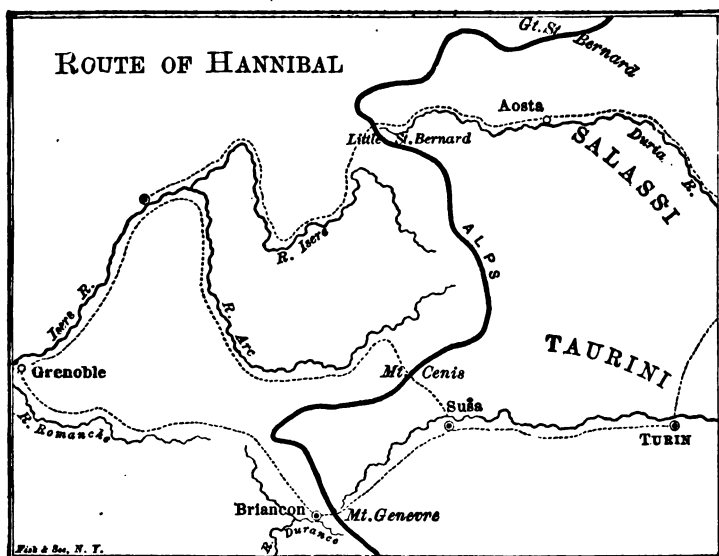 Gt. St. Bernard
ROUTE OF HANNIBAL
Aosta
Little St. Bernard
Duria R.
SALASSI
R. Isere
ALPS
Isere R.
R. Arc
TAURINI
Grenoble
Mt. Cenis
Susa
R. Romanche
TURIN
Briancon
Mt. Genevre
R. Durance
Fisk & See, N. Y.